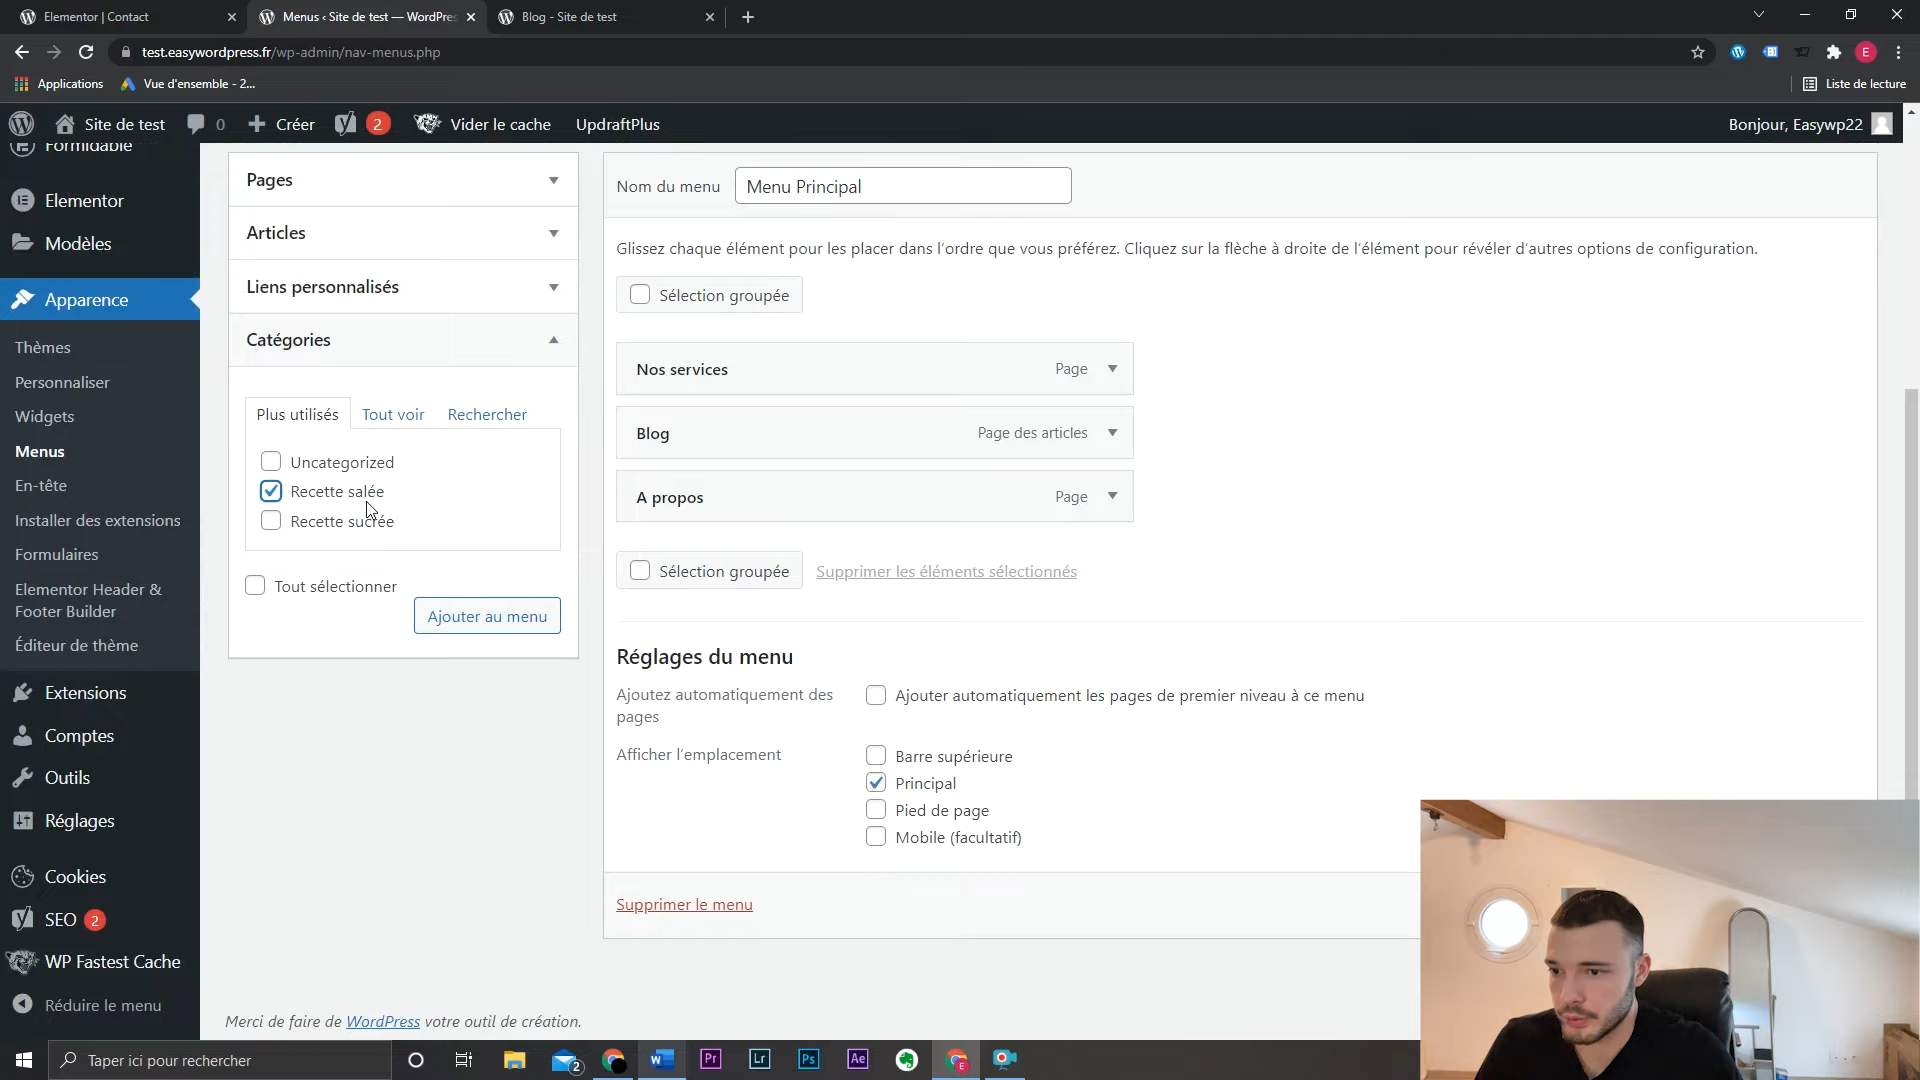 Elementor | Contact
Menus ‹ Site de test — WordPres
Blog - Site de test
test.easywordpress.fr/wp-admin/nav-menus.php
E
Applications
Vue d'ensemble - 2...
Liste de lecture
Site de test
0
Créer
2
Vider le cache
UpdraftPlus
Bonjour, Easywp22
Formidable
Elementor
Modèles
Apparence
Thèmes
Personnaliser
Widgets
Menus
En-tête
Installer des extensions
Formulaires
Elementor Header &
Footer Builder
Éditeur de thème
Extensions
Comptes
Outils
Réglages
Cookies
SEO 2
WP Fastest Cache
Réduire le menu
Pages
Articles
Liens personnalisés
Catégories
Plus utilisés
Tout voir
Rechercher
Uncategorized
Recette salée
Recette sucrée
Tout sélectionner
Ajouter au menu
Nom du menu
Menu Principal
Glissez chaque élément pour les placer dans l’ordre que vous préférez. Cliquez sur la flèche à droite de l’élément pour révéler d’autres options de configuration.
Sélection groupée
Nos services
Page
Blog
Page des articles
A propos
Page
Sélection groupée
Supprimer les éléments sélectionnés
Réglages du menu
Ajoutez automatiquement des
pages
Ajouter automatiquement les pages de premier niveau à ce menu
Afficher l’emplacement
Barre supérieure
Principal
Pied de page
Mobile (facultatif)
Supprimer le menu
Merci de faire de WordPress votre outil de création.
Taper ici pour rechercher
2
Pr
Lr
Ps
Ae
E